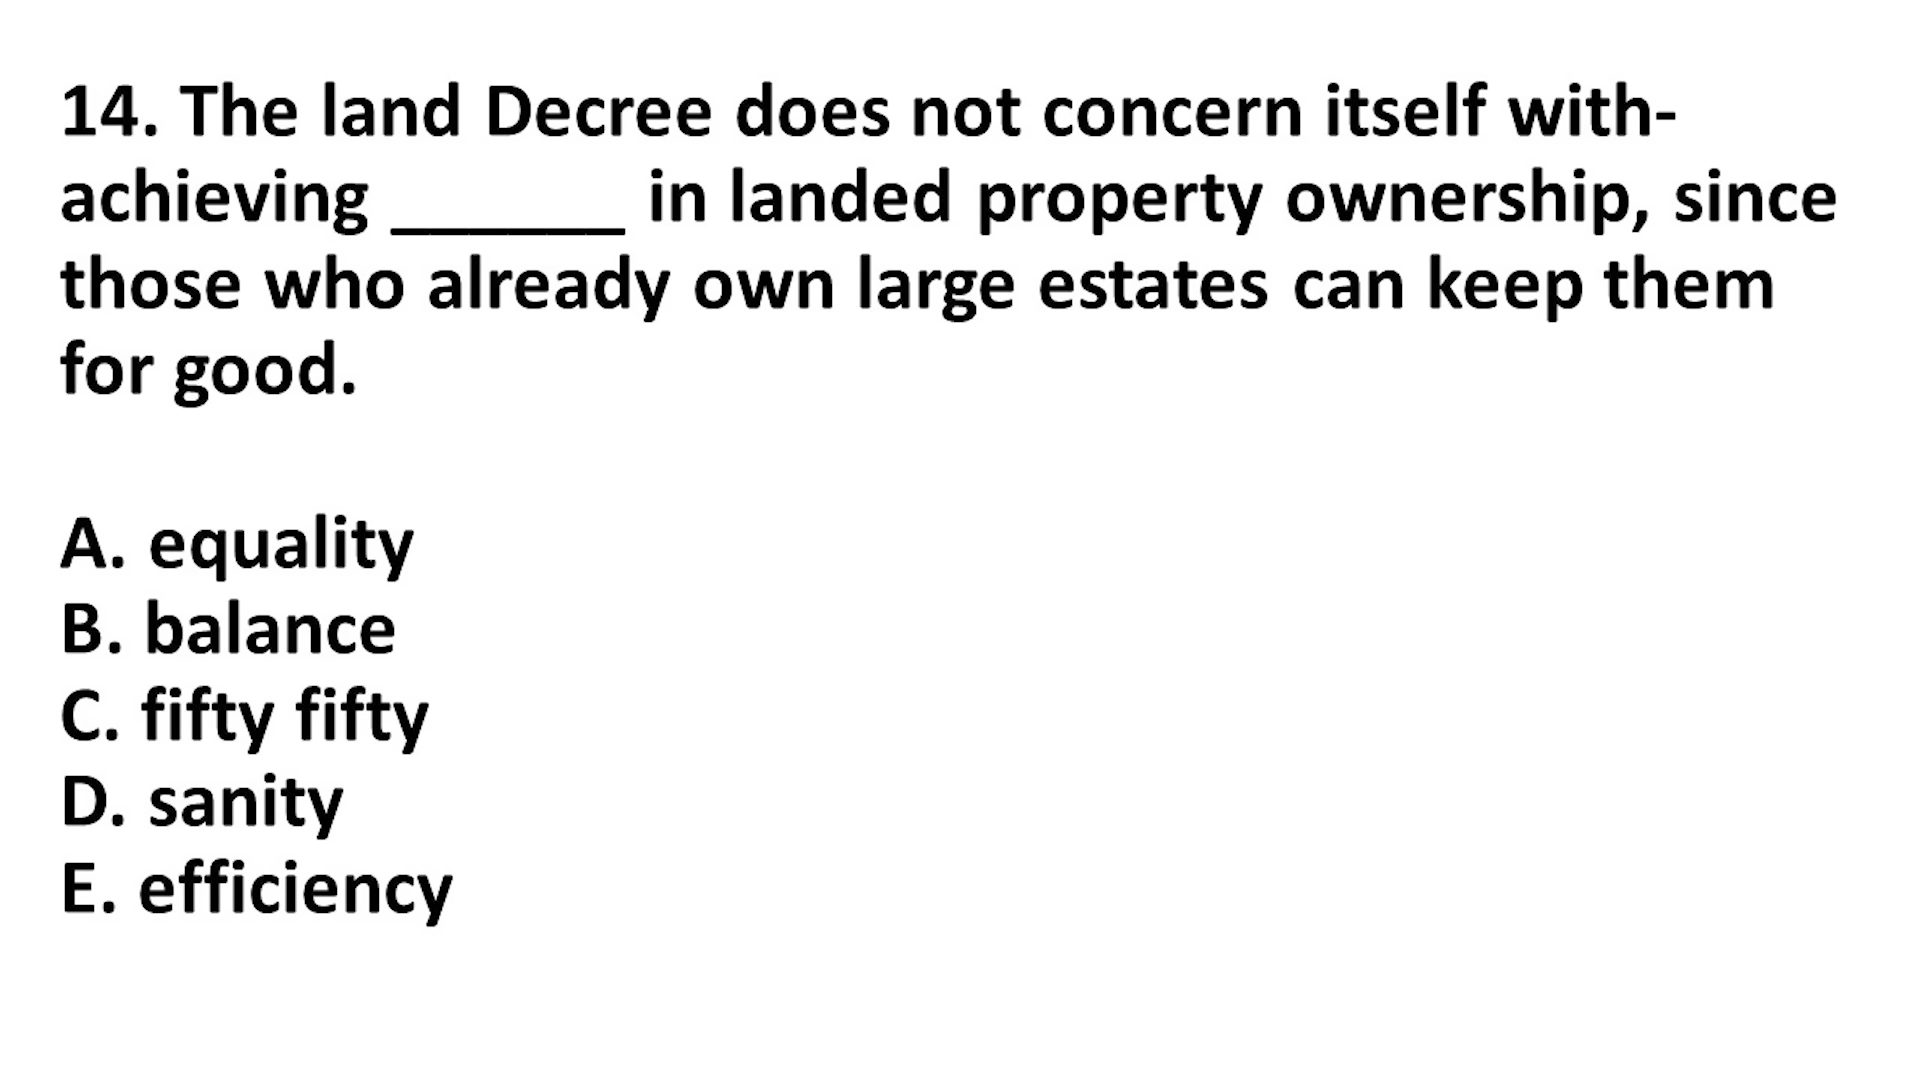 14. The land Decree does not concern itself with-
achieving ______ in landed property ownership, since
those who already own large estates can keep them
for good.
A. equality
B. balance
C. fifty fifty
D. sanity
E. efficiency